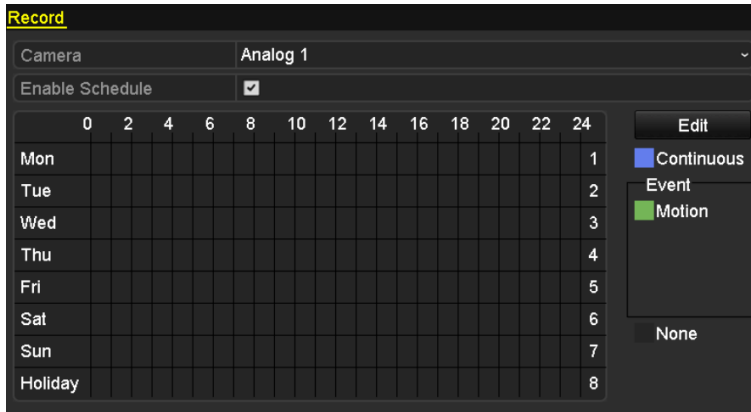 Record
Camera Analog 1
Enable Schedule
0 2 4 6 8 10 12 14 16 18 20 22 24 Edit
Mon 1 Continuous
Event
Tue 2 Motion
Wed 3
Thu 4
Fri 5
Sat 6 None
Sun 7
Holiday 8